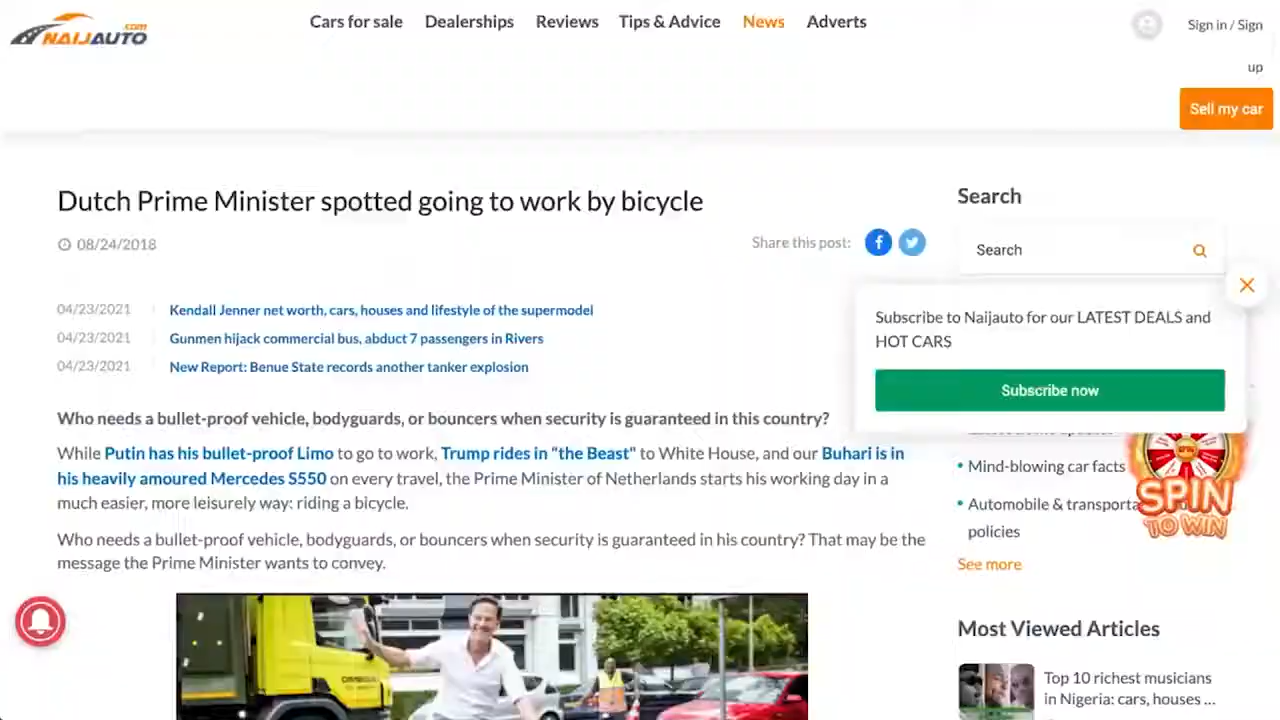 .com
NAIJAUTO
Cars for sale
Dealerships
Reviews
Tips & Advice
News
Adverts
Sign in / Sign
up
Sell my car
Dutch Prime Minister spotted going to work by bicycle
08/24/2018
Share this post:
04/23/2021 Kendall Jenner net worth, cars, houses and lifestyle of the supermodel
04/23/2021 Gunmen hijack commercial bus, abduct 7 passengers in Rivers
04/23/2021 New Report: Benue State records another tanker explosion
Who needs a bullet-proof vehicle, bodyguards, or bouncers when security is guaranteed in this country?
While Putin has his bullet-proof Limo to go to work, Trump rides in "the Beast" to White House, and our Buhari is in
his heavily amoured Mercedes S550 on every travel, the Prime Minister of Netherlands starts his working day in a
much easier, more leisurely way: riding a bicycle.
Who needs a bullet-proof vehicle, bodyguards, or bouncers when security is guaranteed in his country? That may be the
message the Prime Minister wants to convey.
Search
Search
Subscribe to Naijauto for our LATEST DEALS and
HOT CARS
Subscribe now
Mind-blowing car facts
Automobile & transporta
policies
See more
SPIN
TO WIN
Most Viewed Articles
Top 10 richest musicians
in Nigeria: cars, houses ...